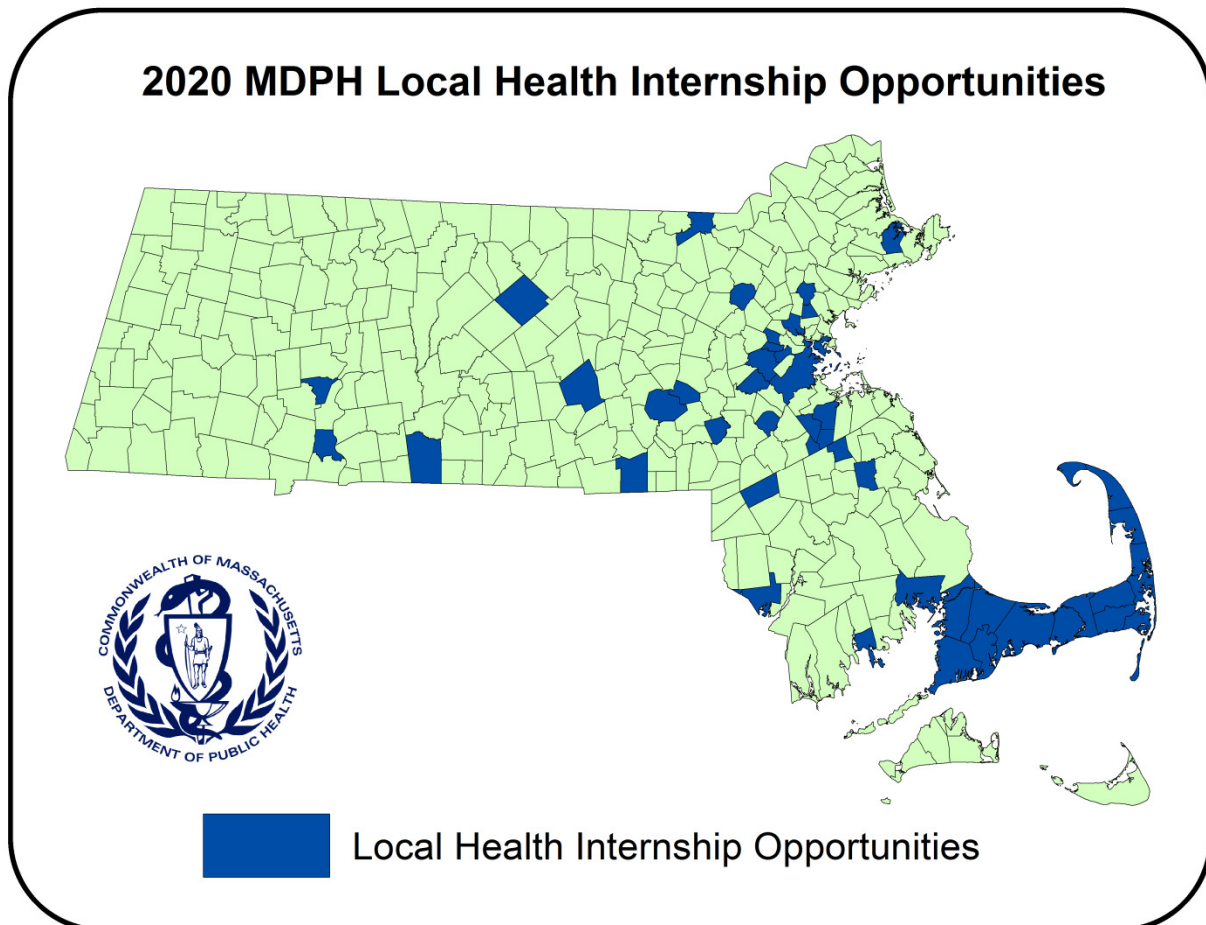 2020 MDPH Local Health Internship Opportunities
COMMONWEALTH OF MASSACHUSETTS
DEPARTMENT OF PUBLIC HEALTH
Local Health Internship Opportunities